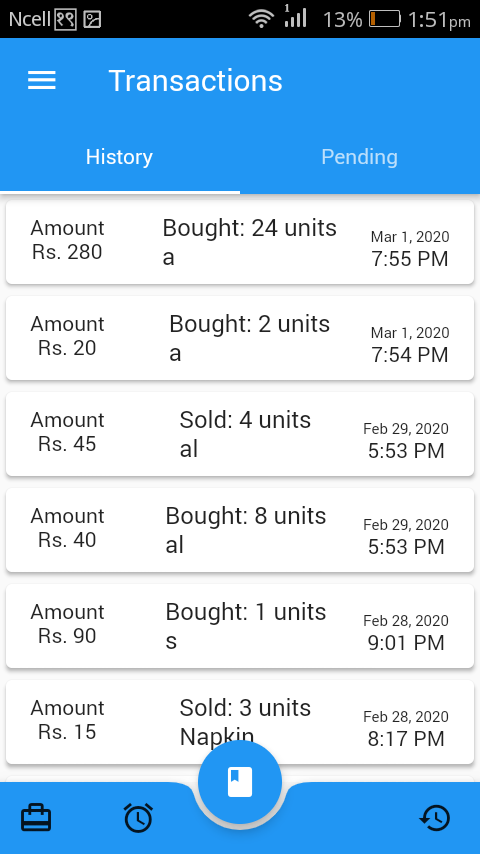 Ncell 13% 1:51pm
Transactions
History Pending
Amount
Rs. 280
Bought: 24 units
a
Mar 1, 2020
7:55 PM
Amount
Rs. 20
Bought: 2 units
a
Mar 1, 2020
7:54 PM
Amount
Rs. 45
Sold: 4 units
al
Feb 29, 2020
5:53 PM
Amount
Rs. 40
Bought: 8 units
al
Feb 29, 2020
5:53 PM
Amount
Rs. 90
Bought: 1 units
s
Feb 28, 2020
9:01 PM
Amount
Rs. 15
Sold: 3 units
Napkin
Feb 28, 2020
8:17 PM